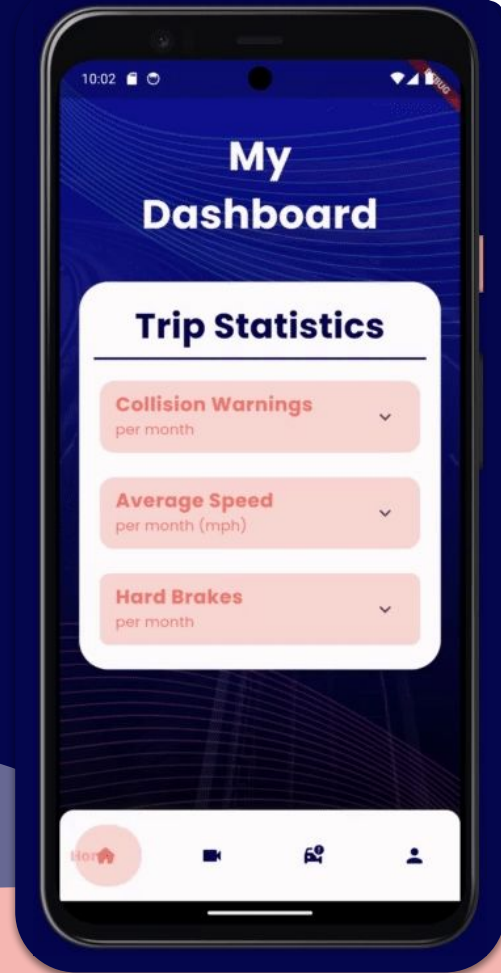 10:02
DEBUG
My
Dashboard
Trip Statistics
Collision Warnings
per month
Average Speed
per month (mph)
Hard Brakes
per month